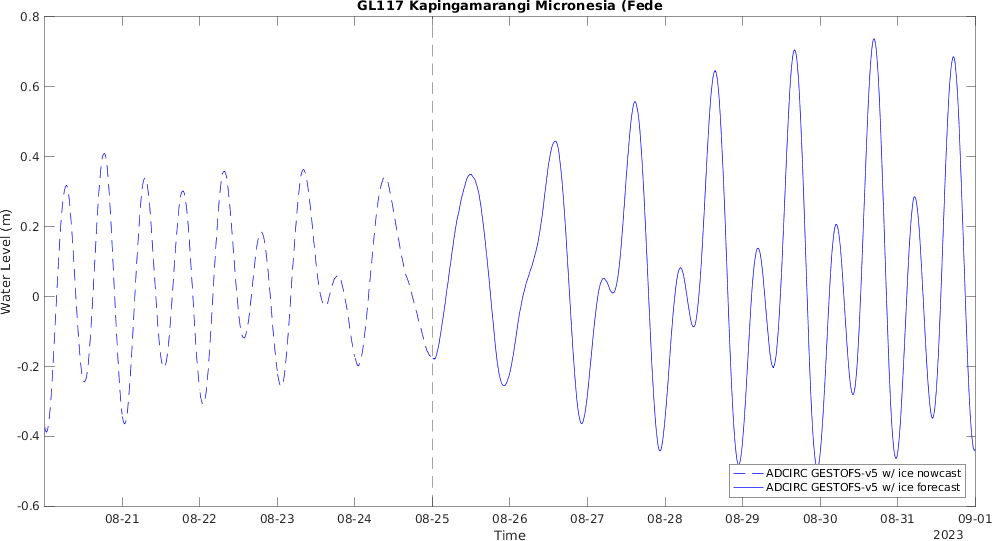 GL117 Kapingamarangi Micronesia (Fede
0.8
0.6
0.4
0.2
0
-0.2
-0.4
-0.6
Water Level (m)
08-21 08-22 08-23 08-24 08-25 08-26 08-27 08-28 08-29 08-30 08-31 09-01
Time
2023
ADCIRC GESTOFS-v5 w/ ice nowcast
ADCIRC GESTOFS-v5 w/ ice forecast